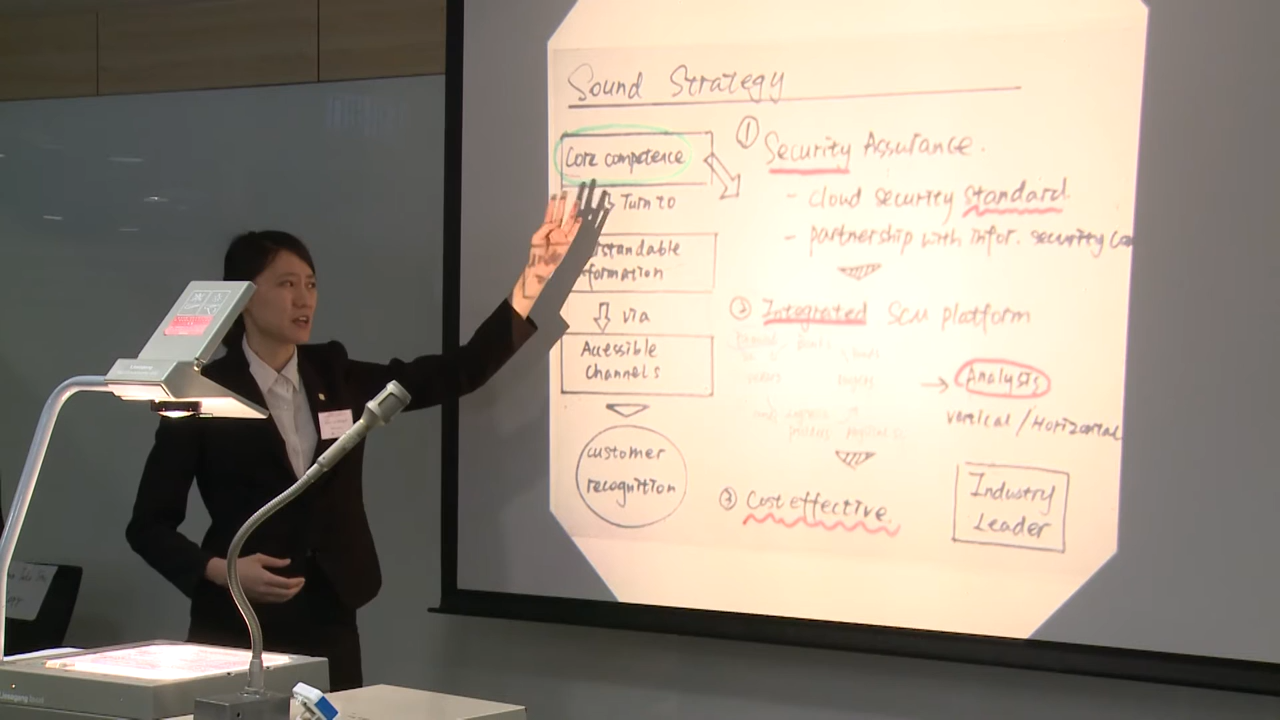 Sound Strategy
Core competence
Turn to
standable
formation
via
Accessible
Channels
customer
recognition
① Security Assurance.
- cloud security standard
- partnership with infor. security
② Integrated SCM platform
→ Analysis
vertical / Horizontal
③ Cost effective
Industry
Leader